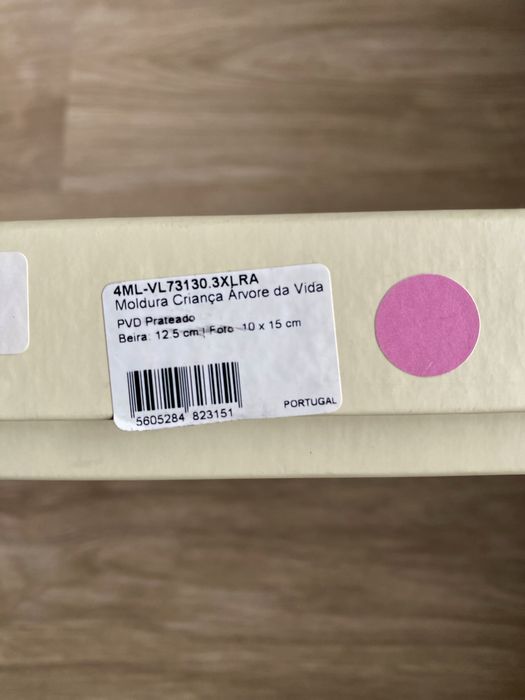 4ML-VL73130.3XLRA
Moldura Criança Árvore da Vida
PVD Prateado
Beira: 12.5 cm | Foto 10 x 15 cm
5605284 823151
PORTUGAL